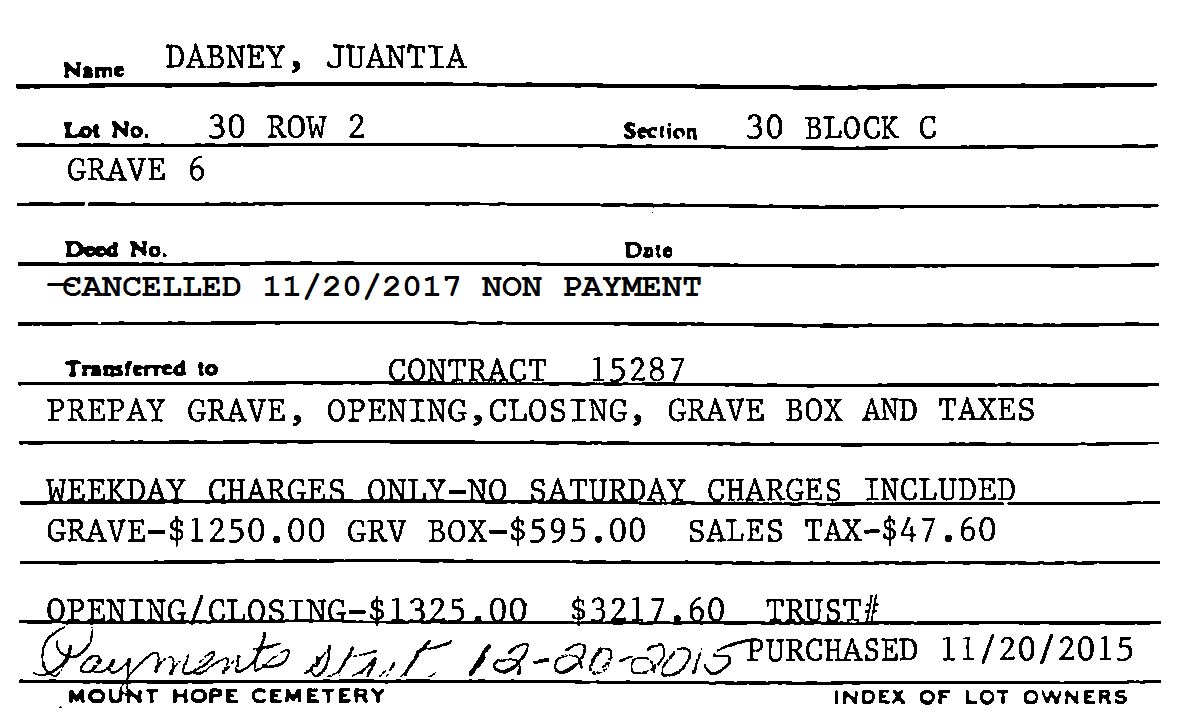 Name DABNEY, JUANTIA
Lot No. 30 ROW 2 Section 30 BLOCK C
GRAVE 6
Deed No. Date
CANCELLED 11/20/2017 NON PAYMENT
Transferred to CONTRACT 15287
PREPAY GRAVE, OPENING,CLOSING, GRAVE BOX AND TAXES
WEEKDAY CHARGES ONLY-NO SATURDAY CHARGES INCLUDED
GRAVE-$1250.00 GRV BOX-$595.00 SALES TAX-$47.60
OPENING/CLOSING-$1325.00 $3217.60 TRUST#
Payments start 12-20-2015 PURCHASED 11/20/2015
MOUNT HOPE CEMETERY INDEX OF LOT OWNERS